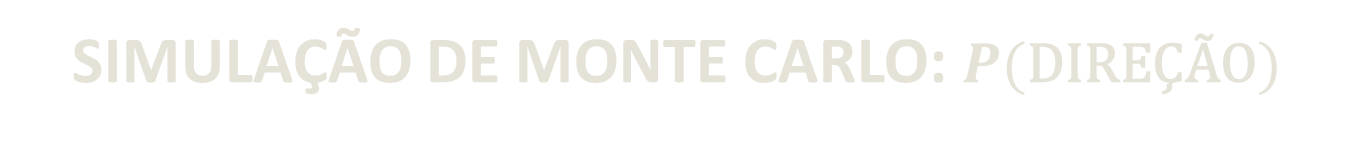 SIMULAÇÃO DE MONTE CARLO: P(DIREÇÃO)